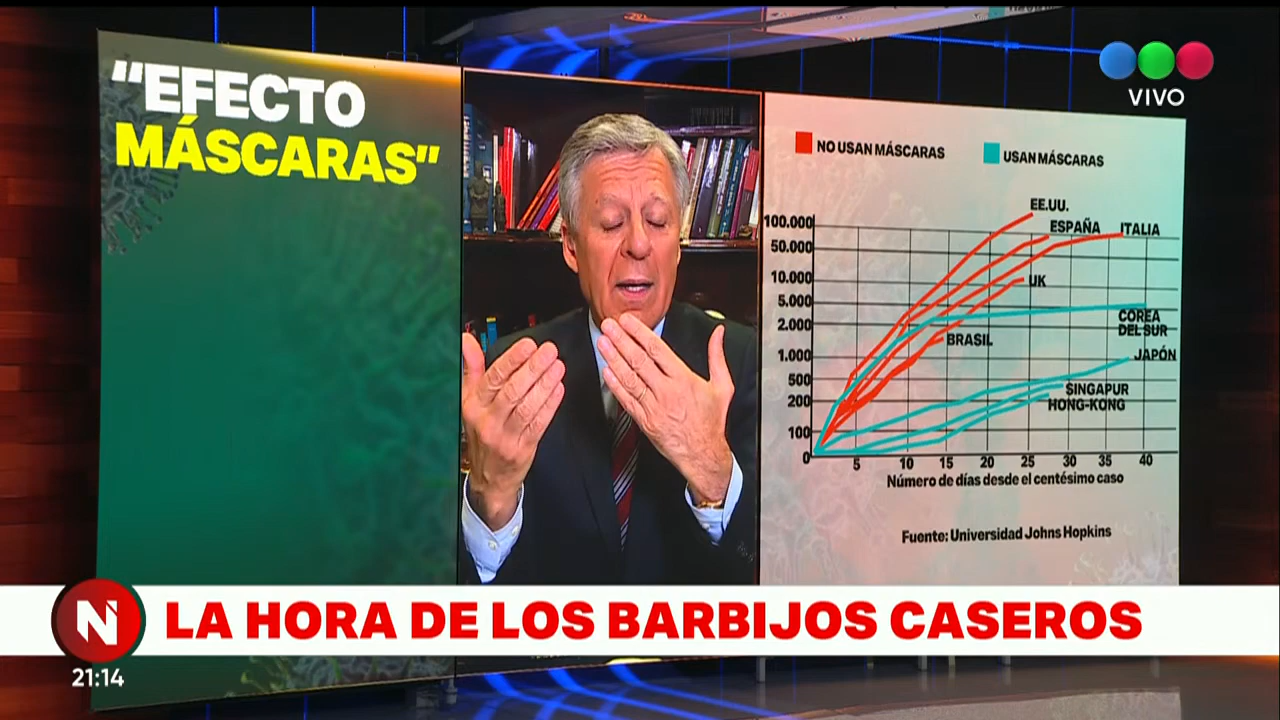 “EFECTO
MÁSCARAS”
VIVO
NO USAN MÁSCARAS
USAN MÁSCARAS
EE.UU.
ESPAÑA
ITALIA
UK
COREA
DEL SUR
BRASIL
JAPÓN
SINGAPUR
HONG-KONG
100.000
50.000
10.000
5.000
2.000
1.000
500
200
100
0
5 10 15 20 25 30 35 40
Número de días desde el centésimo caso
Fuente: Universidad Johns Hopkins
N
LA HORA DE LOS BARBIJOS CASEROS
21:14